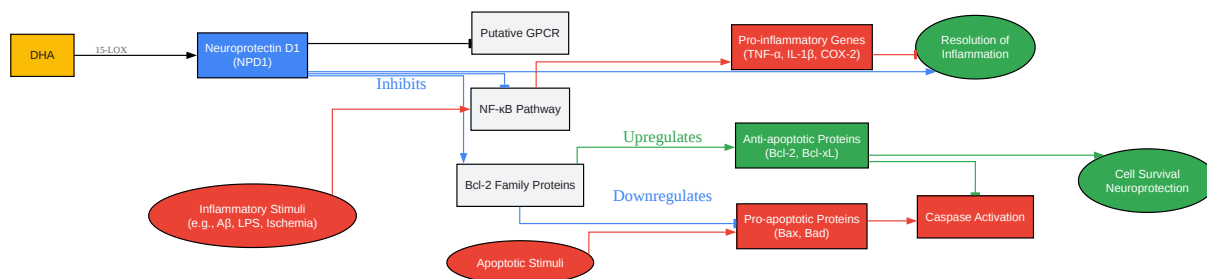 DHA
15-LOX
Neuroprotectin D1
(NPD1)
Putative GPCR
Pro-inflammatory Genes
(TNF-α, IL-1β, COX-2)
Resolution of
Inflammation
Inhibits
NF-κB Pathway
Upregulates
Anti-apoptotic Proteins
(Bcl-2, Bcl-xL)
Cell Survival
Neuroprotection
Bcl-2 Family Proteins
Downregulates
Inflammatory Stimuli
(e.g., Aβ, LPS, Ischemia)
Pro-apoptotic Proteins
(Bax, Bad)
Caspase Activation
Apoptotic Stimuli